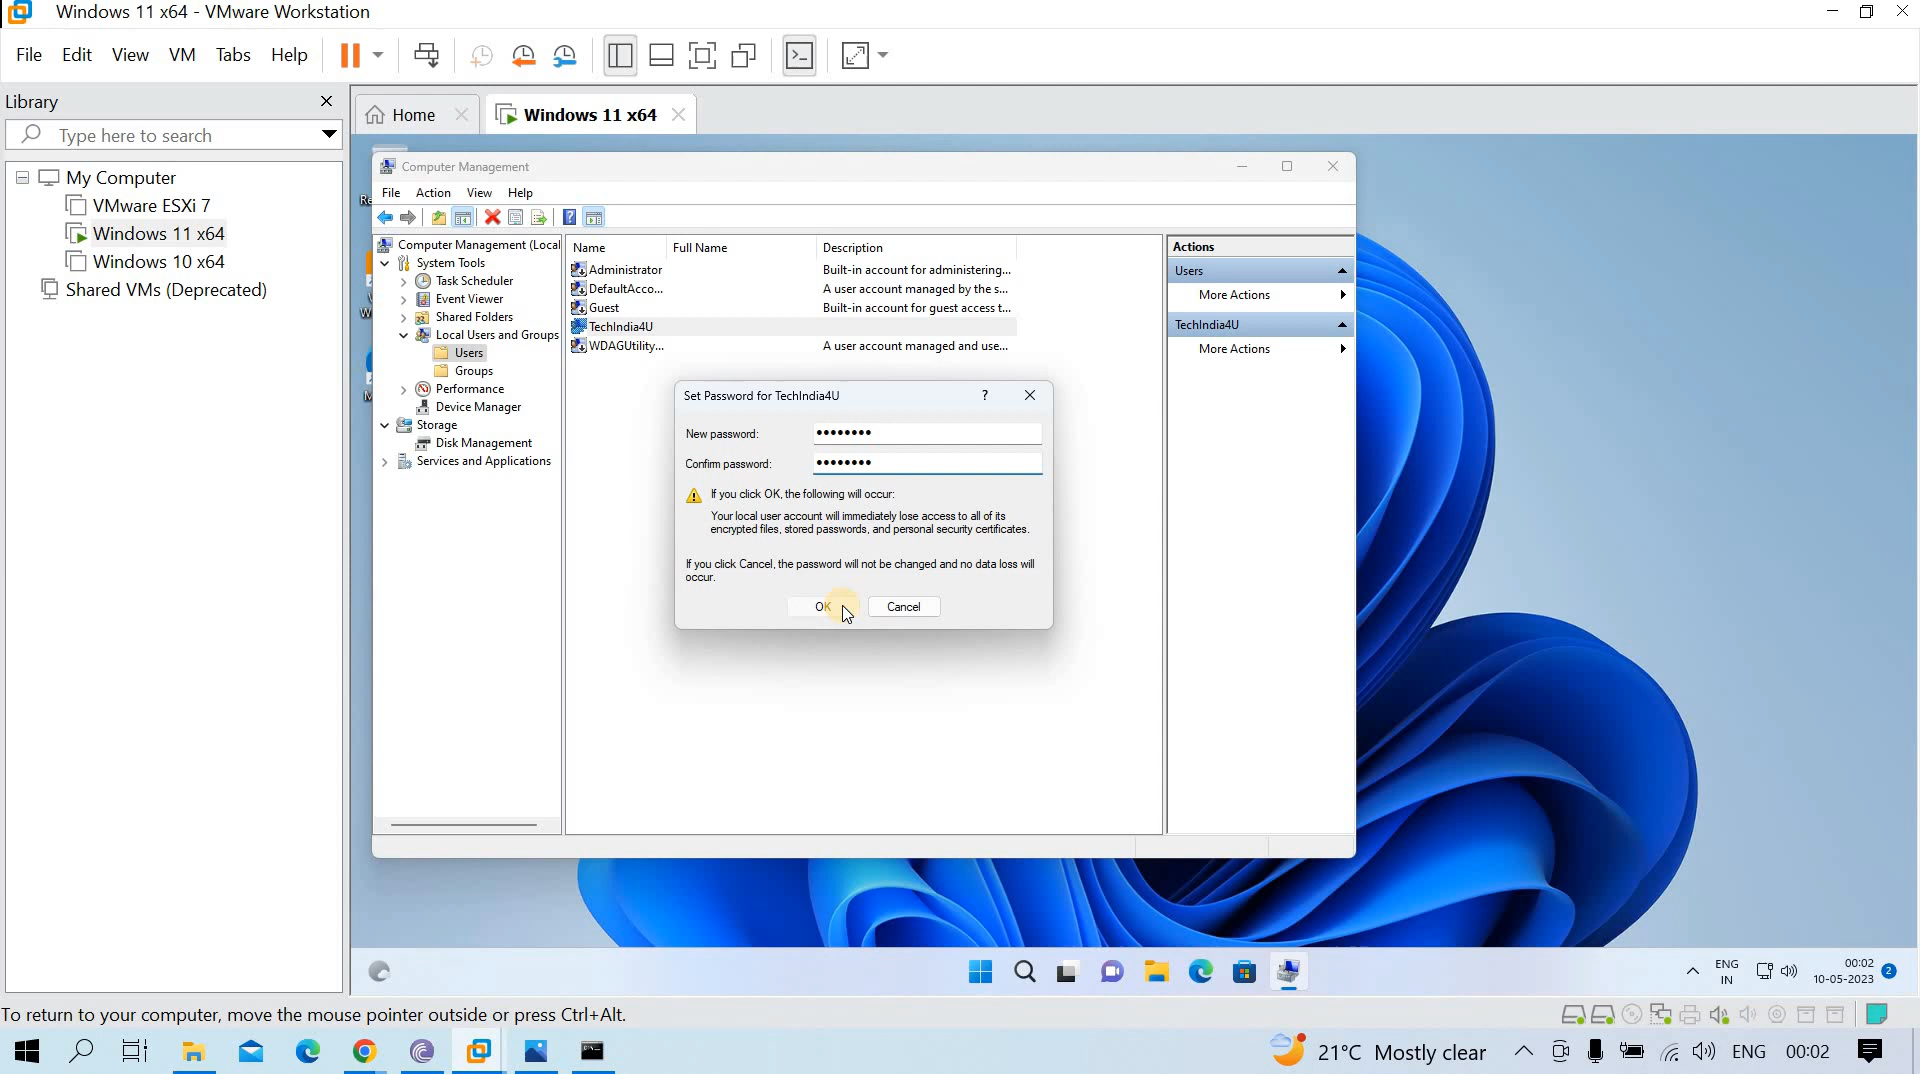 Windows 11 x64 - VMware Workstation
File Edit View VM Tabs Help
Library
Type here to search
My Computer
VMware ESXi 7
Windows 11 x64
Windows 10 x64
Shared VMs (Deprecated)
Home
Windows 11 x64
Computer Management
File Action View Help
Computer Management (Local
System Tools
Task Scheduler
Event Viewer
Shared Folders
Local Users and Groups
Users
Groups
Performance
Device Manager
Storage
Disk Management
Services and Applications
Name Full Name Description
Administrator Built-in account for administering...
DefaultAcco... A user account managed by the s...
Guest Built-in account for guest access t...
TechIndia4U
WDAGUtility... A user account managed and use...
Actions
Users
More Actions
TechIndia4U
More Actions
Set Password for TechIndia4U
New password: ••••••••
Confirm password: ••••••••
If you click OK, the following will occur:
Your local user account will immediately lose access to all of its
encrypted files, stored passwords, and personal security certificates.
If you click Cancel, the password will not be changed and no data loss will
occur.
OK Cancel
ENG
IN
00:02
10-05-2023
2
To return to your computer, move the mouse pointer outside or press Ctrl+Alt.
21°C Mostly clear
ENG 00:02